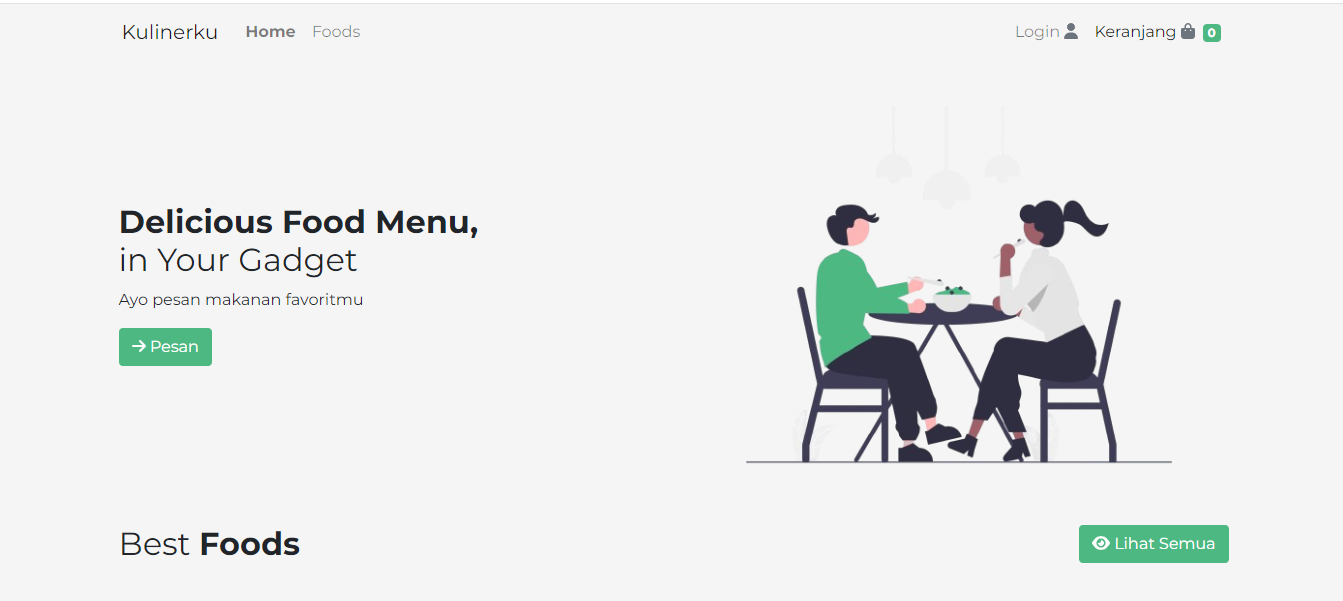 Kulinerku Home Foods Login Keranjang 0
Delicious Food Menu,
in Your Gadget
Ayo pesan makanan favoritmu
Pesan
Best Foods
Lihat Semua